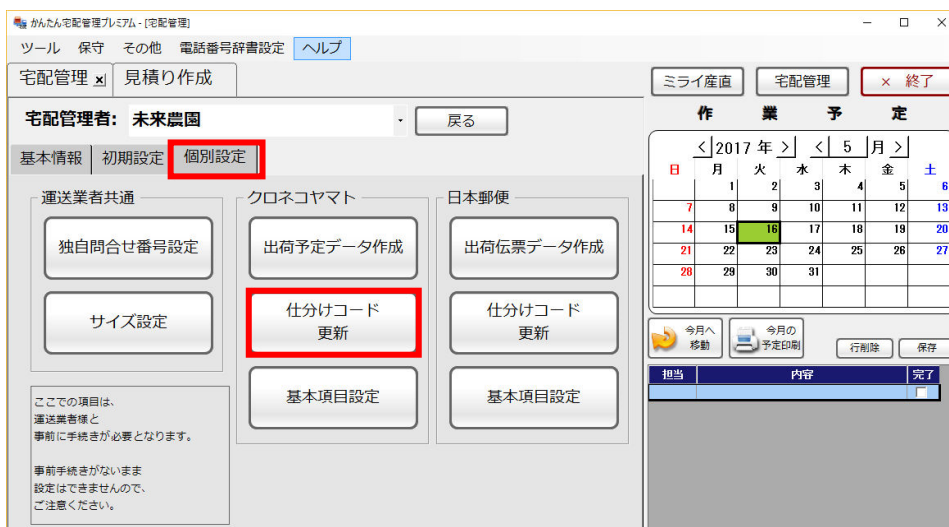 かんたん宅配管理プレミアム - [宅配管理]
ツール 保守 その他 電話番号辞書設定 ヘルプ
宅配管理 x 見積り作成
ミライ産直 宅配管理 × 終了
宅配管理者: 未来農園 戻る
基本情報 初期設定 個別設定
運送業者共通
独自問合せ番号設定
サイズ設定
ここでの項目は、
運送業者様と
事前に手続きが必要となります。
事前手続きがないまま
設定はできませんので、
ご注意ください。
クロネコヤマト
出荷予定データ作成
仕分けコード
更新
基本項目設定
日本郵便
出荷伝票データ作成
仕分けコード
更新
基本項目設定
作 業 予 定
< 2017 年 > < 5 月 >
日 月 火 水 木 金 土
1 2 3 4 5 6
7 8 9 10 11 12 13
14 15 16 17 18 19 20
21 22 23 24 25 26 27
28 29 30 31
今月へ
移動
今月の
予定印刷
行削除 保存
担当 内容 完了